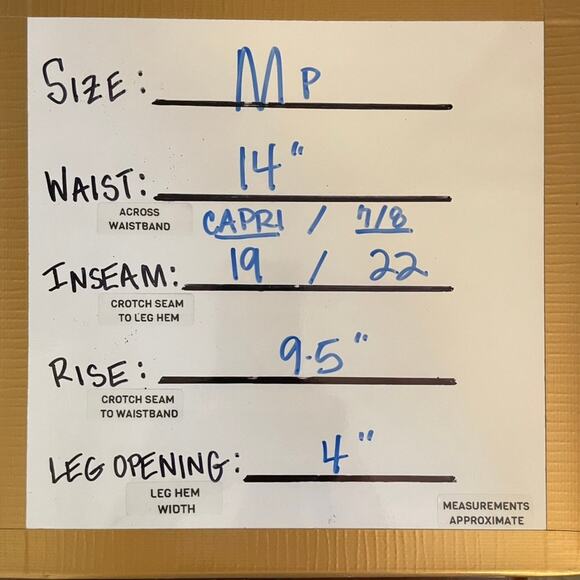 SIZE: MP
WAIST: 14"
ACROSS
WAISTBAND
CAPRI / 7/8
INSEAM: 19 / 22
CROTCH SEAM
TO LEG HEM
RISE: 9.5"
CROTCH SEAM
TO WAISTBAND
LEG OPENING: 4"
LEG HEM
WIDTH
MEASUREMENTS
APPROXIMATE